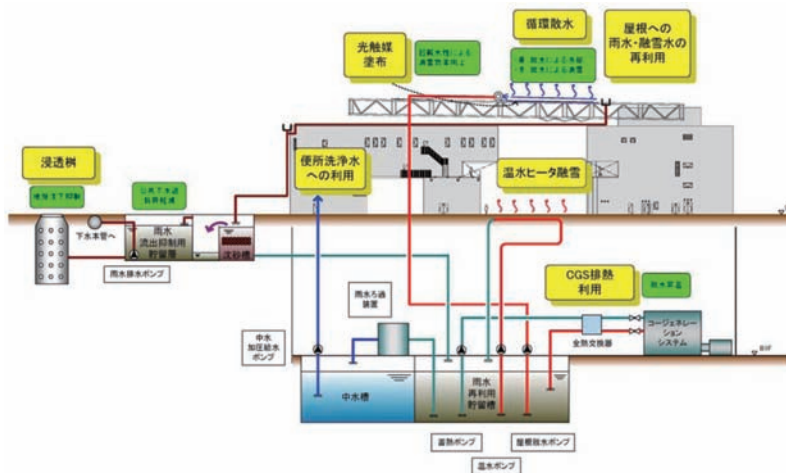 循環散水
屋根への
雨水・融雪水の
再利用
光触媒
塗布
浸透桝
便所洗浄水
への利用
温水ヒータ融雪
下水本管へ
雨水
流出抑制用
貯留層
沈砂槽
雨水排水ポンプ
CGS排熱
利用
雨水ろ過
装置
中水
加圧給水
ポンプ
全熱交換器
コージェネレー
ション
システム
中水槽
雨水
再利用
貯留槽
蓄熱ポンプ
屋根散水ポンプ
温水ポンプ